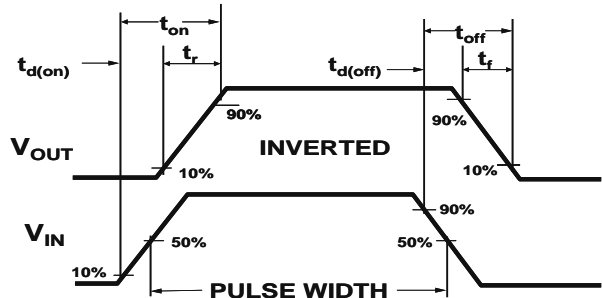 t_on t_off
t_d(on) t_r t_d(off) t_f
90% 90%
V_OUT INVERTED
10% 10%
90%
V_IN 50% 50%
10%
PULSE WIDTH